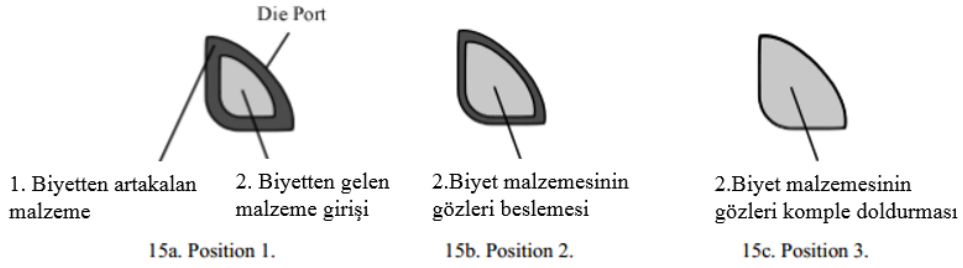 Die Port
1. Biyetten artakalan
malzeme
2. Biyetten gelen
malzeme girişi
2.Biyet malzemesinin
gözleri beslemesi
2.Biyet malzemesinin
gözleri komple doldurması
15a. Position 1.
15b. Position 2.
15c. Position 3.